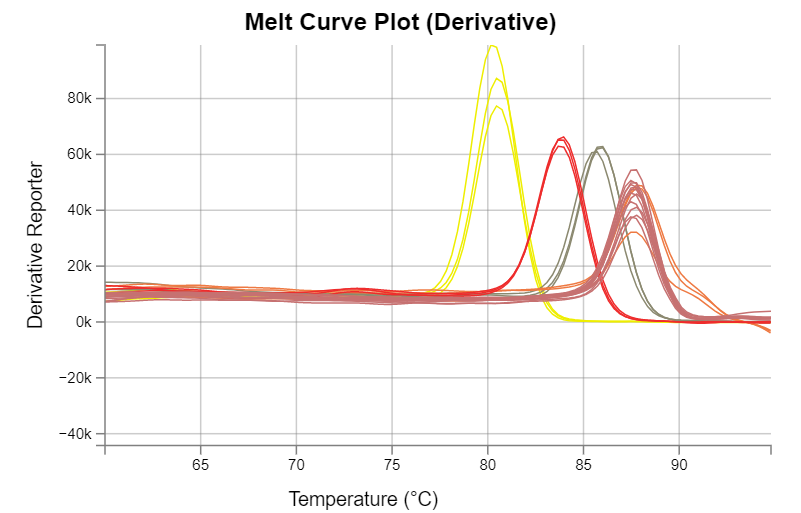 Melt Curve Plot (Derivative)
Derivative Reporter
80k
60k
40k
20k
0k
−20k
−40k
65
70
75
80
85
90
Temperature (°C)